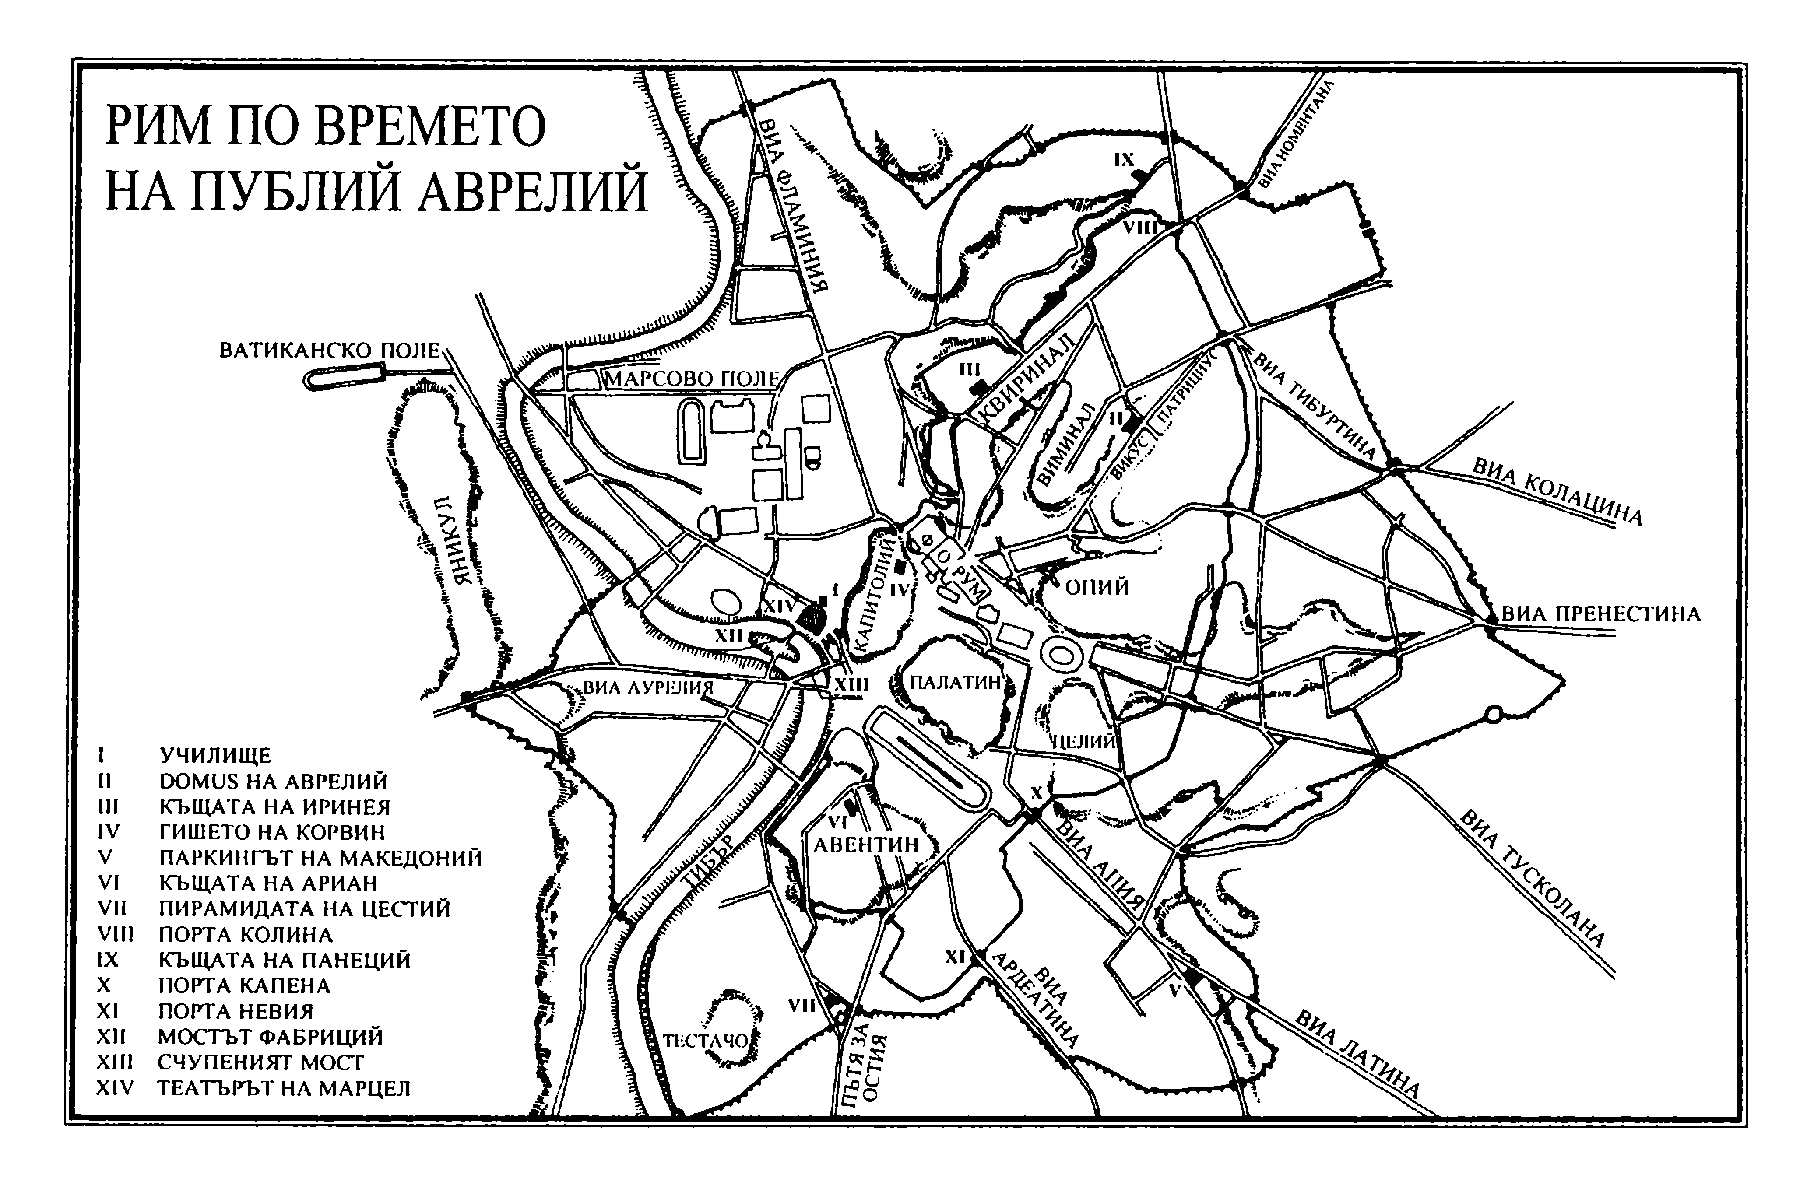 РИМ ПО ВРЕМЕТО
НА ПУБЛИЙ АВРЕЛИЙ
ВИА ФЛАМИНИЯ
IX
ВИА НОМЕНТАНА
VIII
ВАТИКАНСКО ПОЛЕ
МАРСОВО ПОЛЕ
III
КВИРИНАЛ
ВИМИНАЛ
II
ВИКУС ПАТРИЦИУС
ВИА ТИБУРТИНА
ВИА КОЛАЦИНА
ЯНИКУЛ
КАПИТОЛИЙ
IV
ФОРУМ
ОПИЙ
ВИА ПРЕНЕСТИНА
XIV
I
XII
XIII
ВИА АУРЕЛИЯ
ПАЛАТИН
ЦЕЛИЙ
X
VI
АВЕНТИН
ВИА АПИЯ
ВИА ТУСКОЛАНА
ТИБЪР
XI
ВИА
АРДЕАТИНА
V
VII
ТЕСТАЧО
ПЪТЯ ЗА
ОСТИЯ
ВИА ЛАТИНА
I УЧИЛИЩЕ
II DOMUS НА АВРЕЛИЙ
III КЪЩАТА НА ИРИНЕЯ
IV ГИШЕТО НА КОРВИН
V ПАРКИНГЪТ НА МАКЕДОНИЙ
VI КЪЩАТА НА АРИАН
VII ПИРАМИДАТА НА ЦЕСТИЙ
VIII ПОРТА КОЛИНА
IX КЪЩАТА НА ПАНЕЦИЙ
X ПОРТА КАПЕНА
XI ПОРТА НЕВИЯ
XII МОСТЪТ ФАБРИЦИЙ
XIII СЧУПЕНИЯТ МОСТ
XIV ТЕАТЪРЪТ НА МАРЦЕЛ